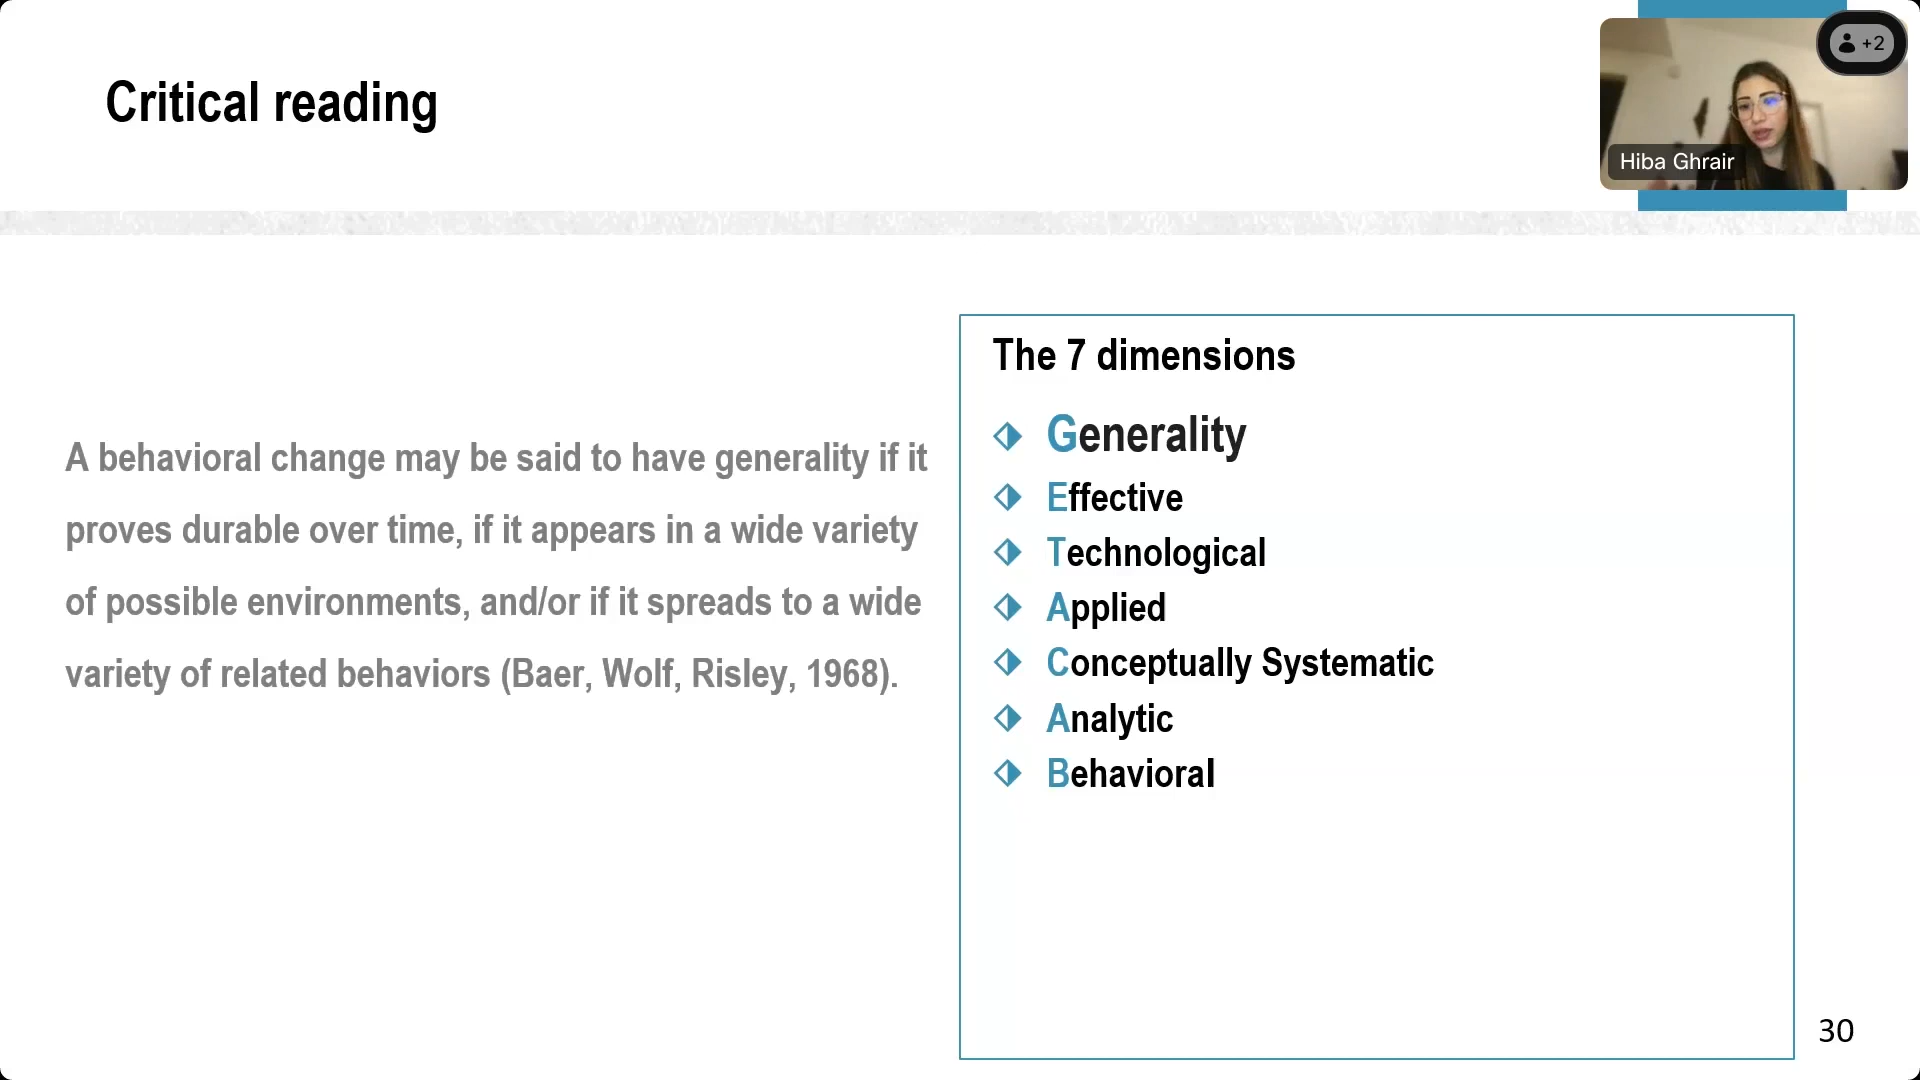 Critical reading
+2
Hiba Ghrair
A behavioral change may be said to have generality if it
proves durable over time, if it appears in a wide variety
of possible environments, and/or if it spreads to a wide
variety of related behaviors (Baer, Wolf, Risley, 1968).
The 7 dimensions
Generality
Effective
Technological
Applied
Conceptually Systematic
Analytic
Behavioral
30